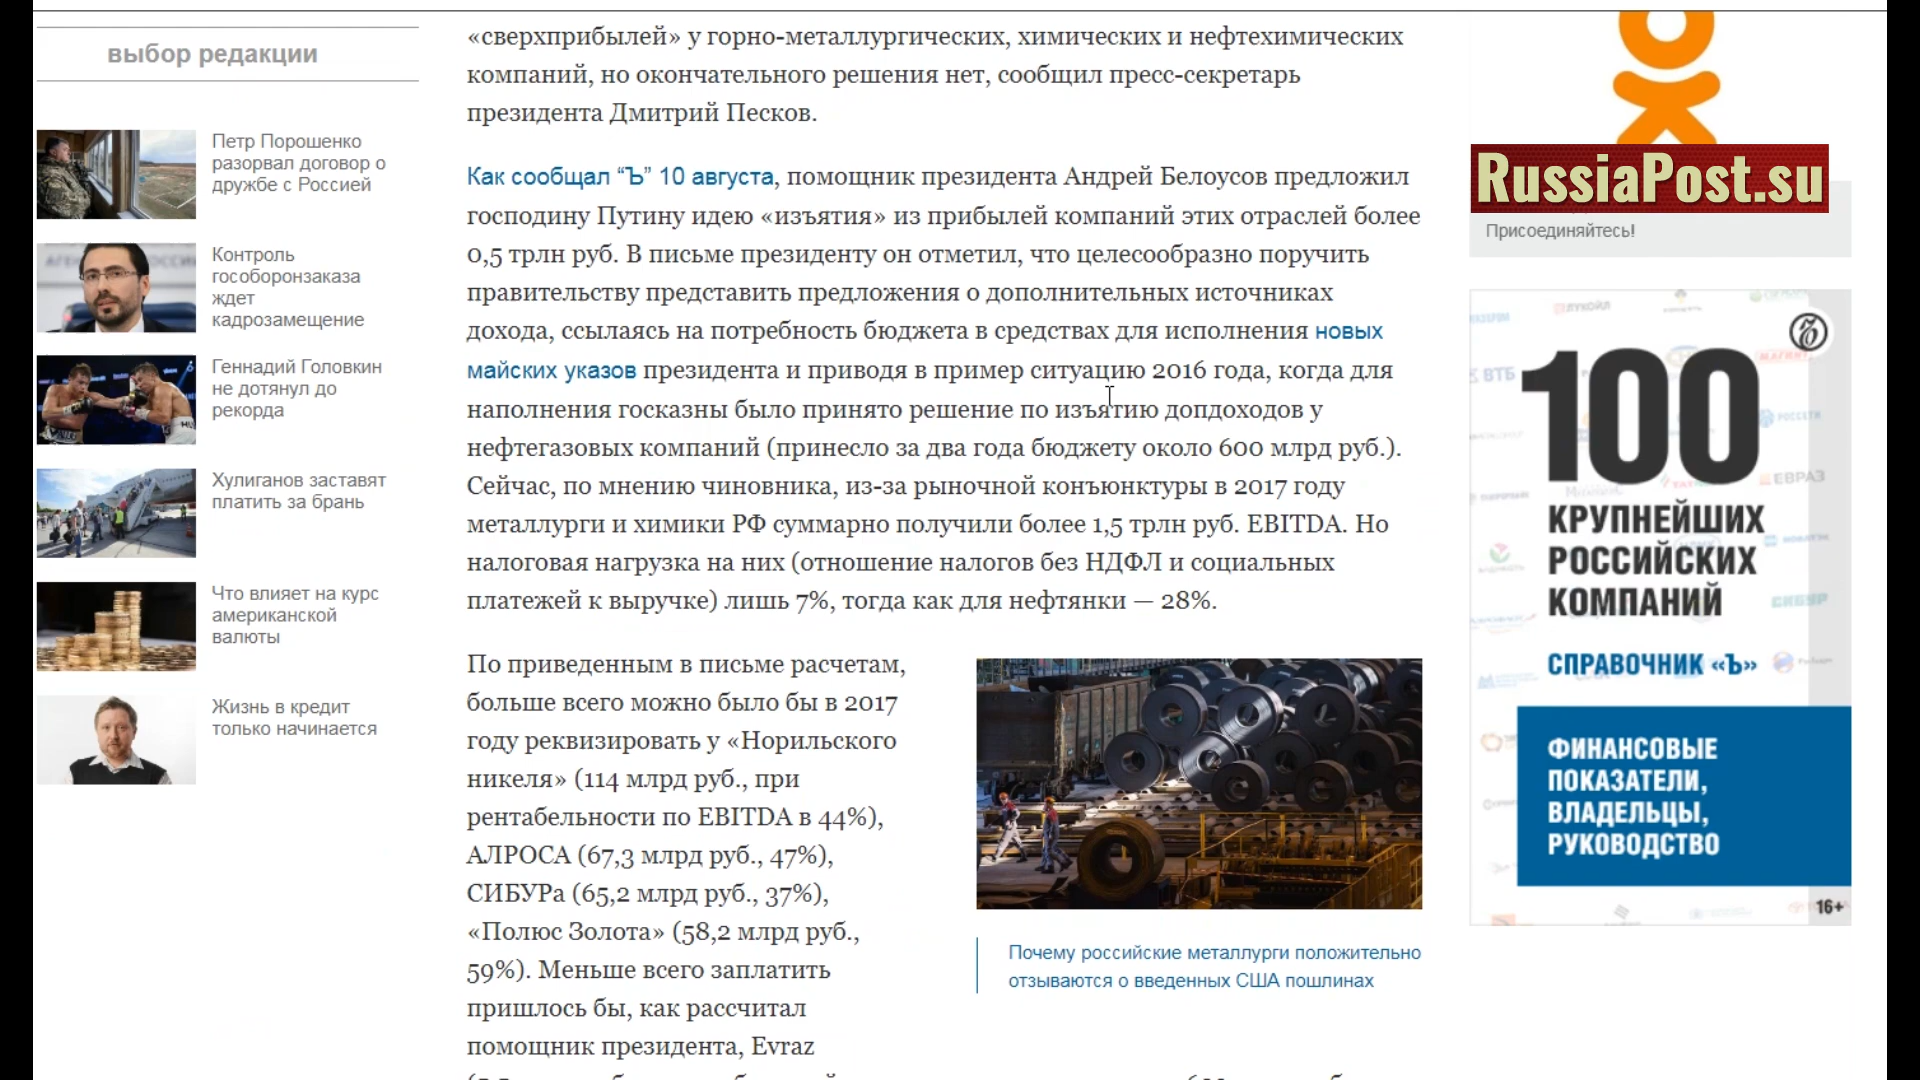 выбор редакции
Петр Порошенко
разорвал договор о
дружбе с Россией
Контроль
гособоронзаказа
ждет
кадрозамещение
Геннадий Головкин
не дотянул до
рекорда
Хулиганов заставят
платить за брань
Что влияет на курс
американской
валюты
Жизнь в кредит
только начинается
«сверхприбылей» у горно-металлургических, химических и нефтехимических
компаний, но окончательного решения нет, сообщил пресс-секретарь
президента Дмитрий Песков.
Как сообщал “Ъ” 10 августа, помощник президента Андрей Белоусов предложил
господину Путину идею «изъятия» из прибылей компаний этих отраслей более
0,5 трлн руб. В письме президенту он отметил, что целесообразно поручить
правительству представить предложения о дополнительных источниках
дохода, ссылаясь на потребность бюджета в средствах для исполнения новых
майских указов президента и приводя в пример ситуацию 2016 года, когда для
наполнения госказны было принято решение по изъятию допдоходов у
нефтегазовых компаний (принесло за два года бюджету около 600 млрд руб.).
Сейчас, по мнению чиновника, из-за рыночной конъюнктуры в 2017 году
металлурги и химики РФ суммарно получили более 1,5 трлн руб. EBITDA. Но
налоговая нагрузка на них (отношение налогов без НДФЛ и социальных
платежей к выручке) лишь 7%, тогда как для нефтянки — 28%.
По приведенным в письме расчетам,
больше всего можно было бы в 2017
году реквизировать у «Норильского
никеля» (114 млрд руб., при
рентабельности по EBITDA в 44%),
АЛРОСА (67,3 млрд руб., 47%),
СИБУРа (65,2 млрд руб., 37%),
«Полюс Золота» (58,2 млрд руб.,
59%). Меньше всего заплатить
пришлось бы, как рассчитал
помощник президента, Evraz
Почему российские металлурги положительно
отзываются о введенных США пошлинах
RussiaPost.su
Присоединяйтесь!
ЛУКОЙЛ
Ъ
100
ВТБ
МАГНИТ
РОССЕТИ
ЕВРАЗ
КРУПНЕЙШИХ
РОССИЙСКИХ
КОМПАНИЙ
СИБУР
СПРАВОЧНИК «Ъ»
ФИНАНСОВЫЕ
ПОКАЗАТЕЛИ,
ВЛАДЕЛЬЦЫ,
РУКОВОДСТВО
16+